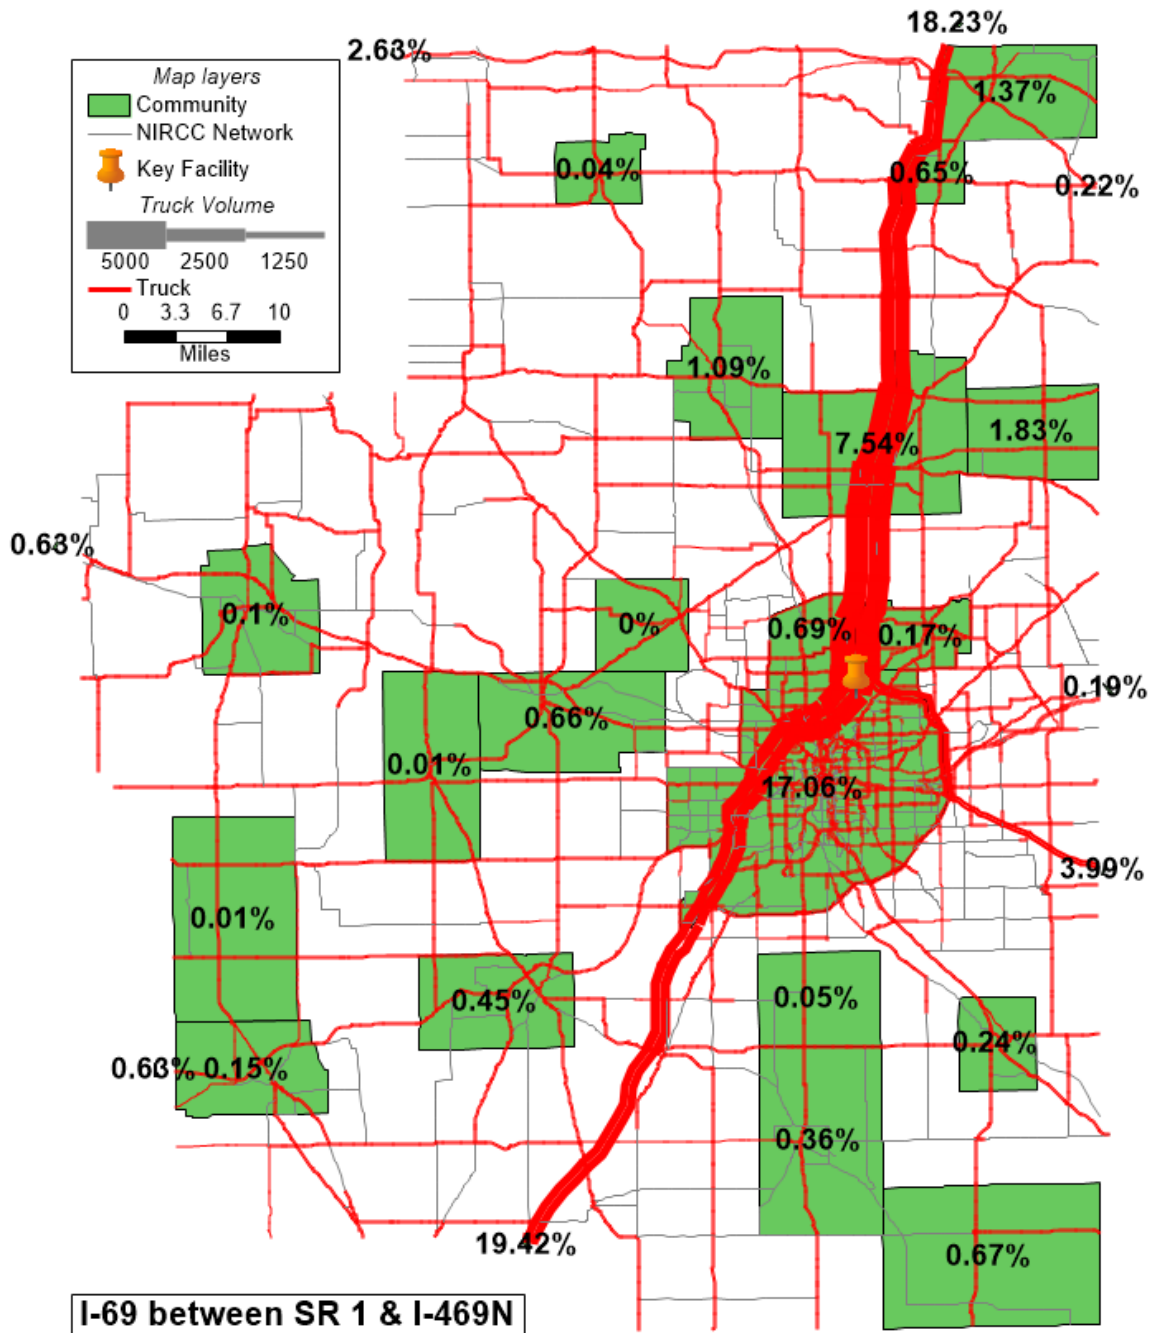 18.23%
2.63%
Map layers
Community
NIRCC Network
Key Facility
Truck Volume
5000 2500 1250
Truck
0 3.3 6.7 10
Miles
1.37%
0.04%
0.65%
0.22%
1.09%
7.54%
1.83%
0.63%
0.1%
0%
0.69%
0.17%
0.19%
0.66%
0.01%
17.06%
3.99%
0.01%
0.45%
0.05%
0.24%
0.63% 0.15%
0.36%
19.42%
0.67%
I-69 between SR 1 & I-469N